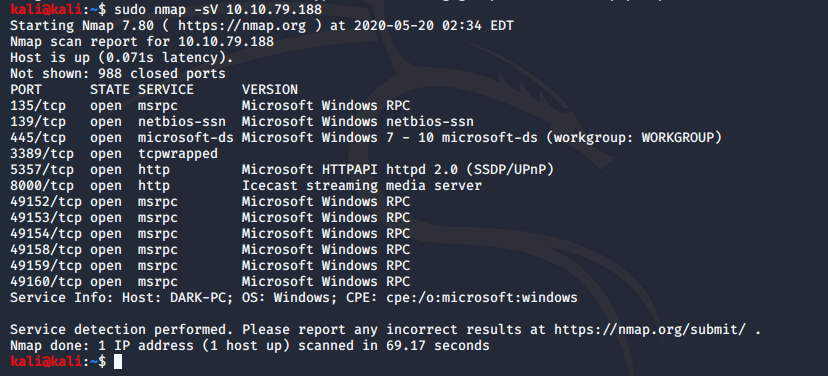 kali@kali:~$ sudo nmap -sV 10.10.79.188
Starting Nmap 7.80 ( https://nmap.org ) at 2020-05-20 02:34 EDT
Nmap scan report for 10.10.79.188
Host is up (0.071s latency).
Not shown: 988 closed ports
PORT      STATE SERVICE      VERSION
135/tcp   open  msrpc        Microsoft Windows RPC
139/tcp   open  netbios-ssn  Microsoft Windows netbios-ssn
445/tcp   open  microsoft-ds Microsoft Windows 7 - 10 microsoft-ds (workgroup: WORKGROUP)
3389/tcp  open  tcpwrapped
5357/tcp  open  http         Microsoft HTTPAPI httpd 2.0 (SSDP/UPnP)
8000/tcp  open  http         Icecast streaming media server
49152/tcp open  msrpc        Microsoft Windows RPC
49153/tcp open  msrpc        Microsoft Windows RPC
49154/tcp open  msrpc        Microsoft Windows RPC
49158/tcp open  msrpc        Microsoft Windows RPC
49159/tcp open  msrpc        Microsoft Windows RPC
49160/tcp open  msrpc        Microsoft Windows RPC
Service Info: Host: DARK-PC; OS: Windows; CPE: cpe:/o:microsoft:windows

Service detection performed. Please report any incorrect results at https://nmap.org/submit/ .
Nmap done: 1 IP address (1 host up) scanned in 69.17 seconds
kali@kali:~$